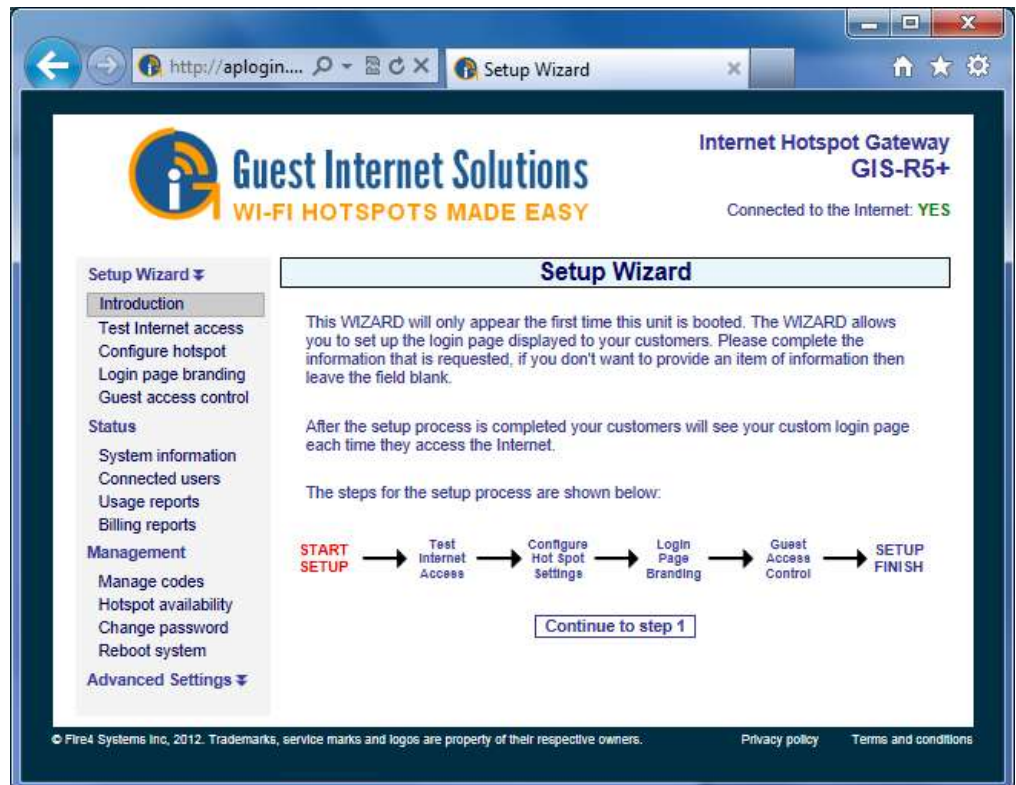 http://aplogin....
Setup Wizard
Guest Internet Solutions
WI-FI HOTSPOTS MADE EASY
Internet Hotspot Gateway
GIS-R5+
Connected to the Internet: YES
Setup Wizard
Introduction
Test Internet access
Configure hotspot
Login page branding
Guest access control
Status
System information
Connected users
Usage reports
Billing reports
Management
Manage codes
Hotspot availability
Change password
Reboot system
Advanced Settings
Setup Wizard
This WIZARD will only appear the first time this unit is booted. The WIZARD allows
you to set up the login page displayed to your customers. Please complete the
information that is requested, if you don't want to provide an item of information then
leave the field blank.
After the setup process is completed your customers will see your custom login page
each time they access the Internet.
The steps for the setup process are shown below:
START
SETUP
Test
Internet
Access
Configure
Hot Spot
Settings
Login
Page
Branding
Guest
Access
Control
SETUP
FINISH
Continue to step 1
© Fire4 Systems Inc, 2012. Trademarks, service marks and logos are property of their respective owners.
Privacy policy
Terms and conditions